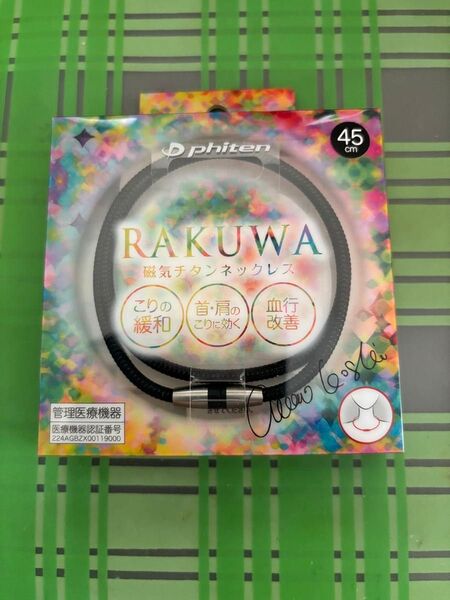 phiten
45
cm
RAKUWA
磁気チタンネックレス
こりの
緩和
首・肩の
こりに効く
血行
改善
管理医療機器
医療機器認証番号
224AGBZX00119000